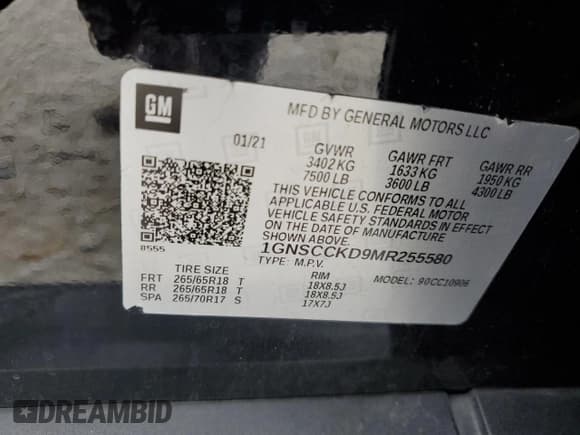 GM
MFD BY GENERAL MOTORS LLC
01/21
GVWR GAWR FRT GAWR RR
3402 KG 1633 KG 1950 KG
7500 LB 3600 LB 4300 LB
THIS VEHICLE CONFORMS TO ALL
APPLICABLE U.S. FEDERAL MOTOR
VEHICLE SAFETY STANDARDS IN EFFECT
ON THE DATE OF MANUFACTURE
SHOWN ABOVE.
8555
1GNSCCKD9MR255580
TYPE: M.P.V. MODEL: 90CC10906
TIRE SIZE RIM
FRT 265/65R18 T 18X8.5J
RR 265/65R18 T 18X8.5J
SPA 265/70R17 S 17X7J
DREAMBID